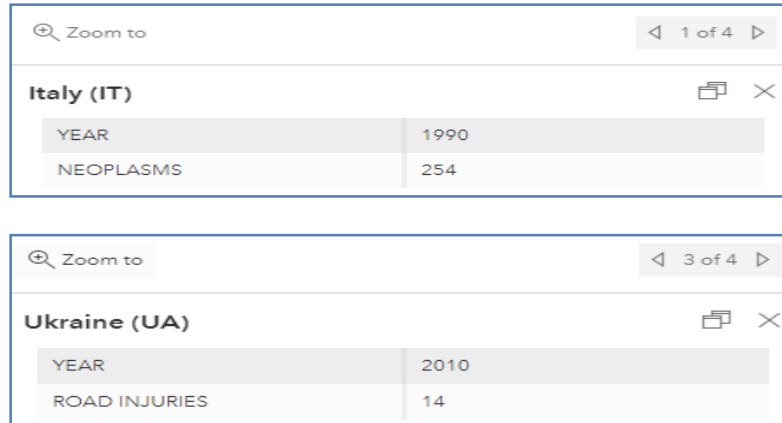 Zoom to 1 of 4
Italy (IT)
YEAR 1990
NEOPLASMS 254
Zoom to 3 of 4
Ukraine (UA)
YEAR 2010
ROAD INJURIES 14